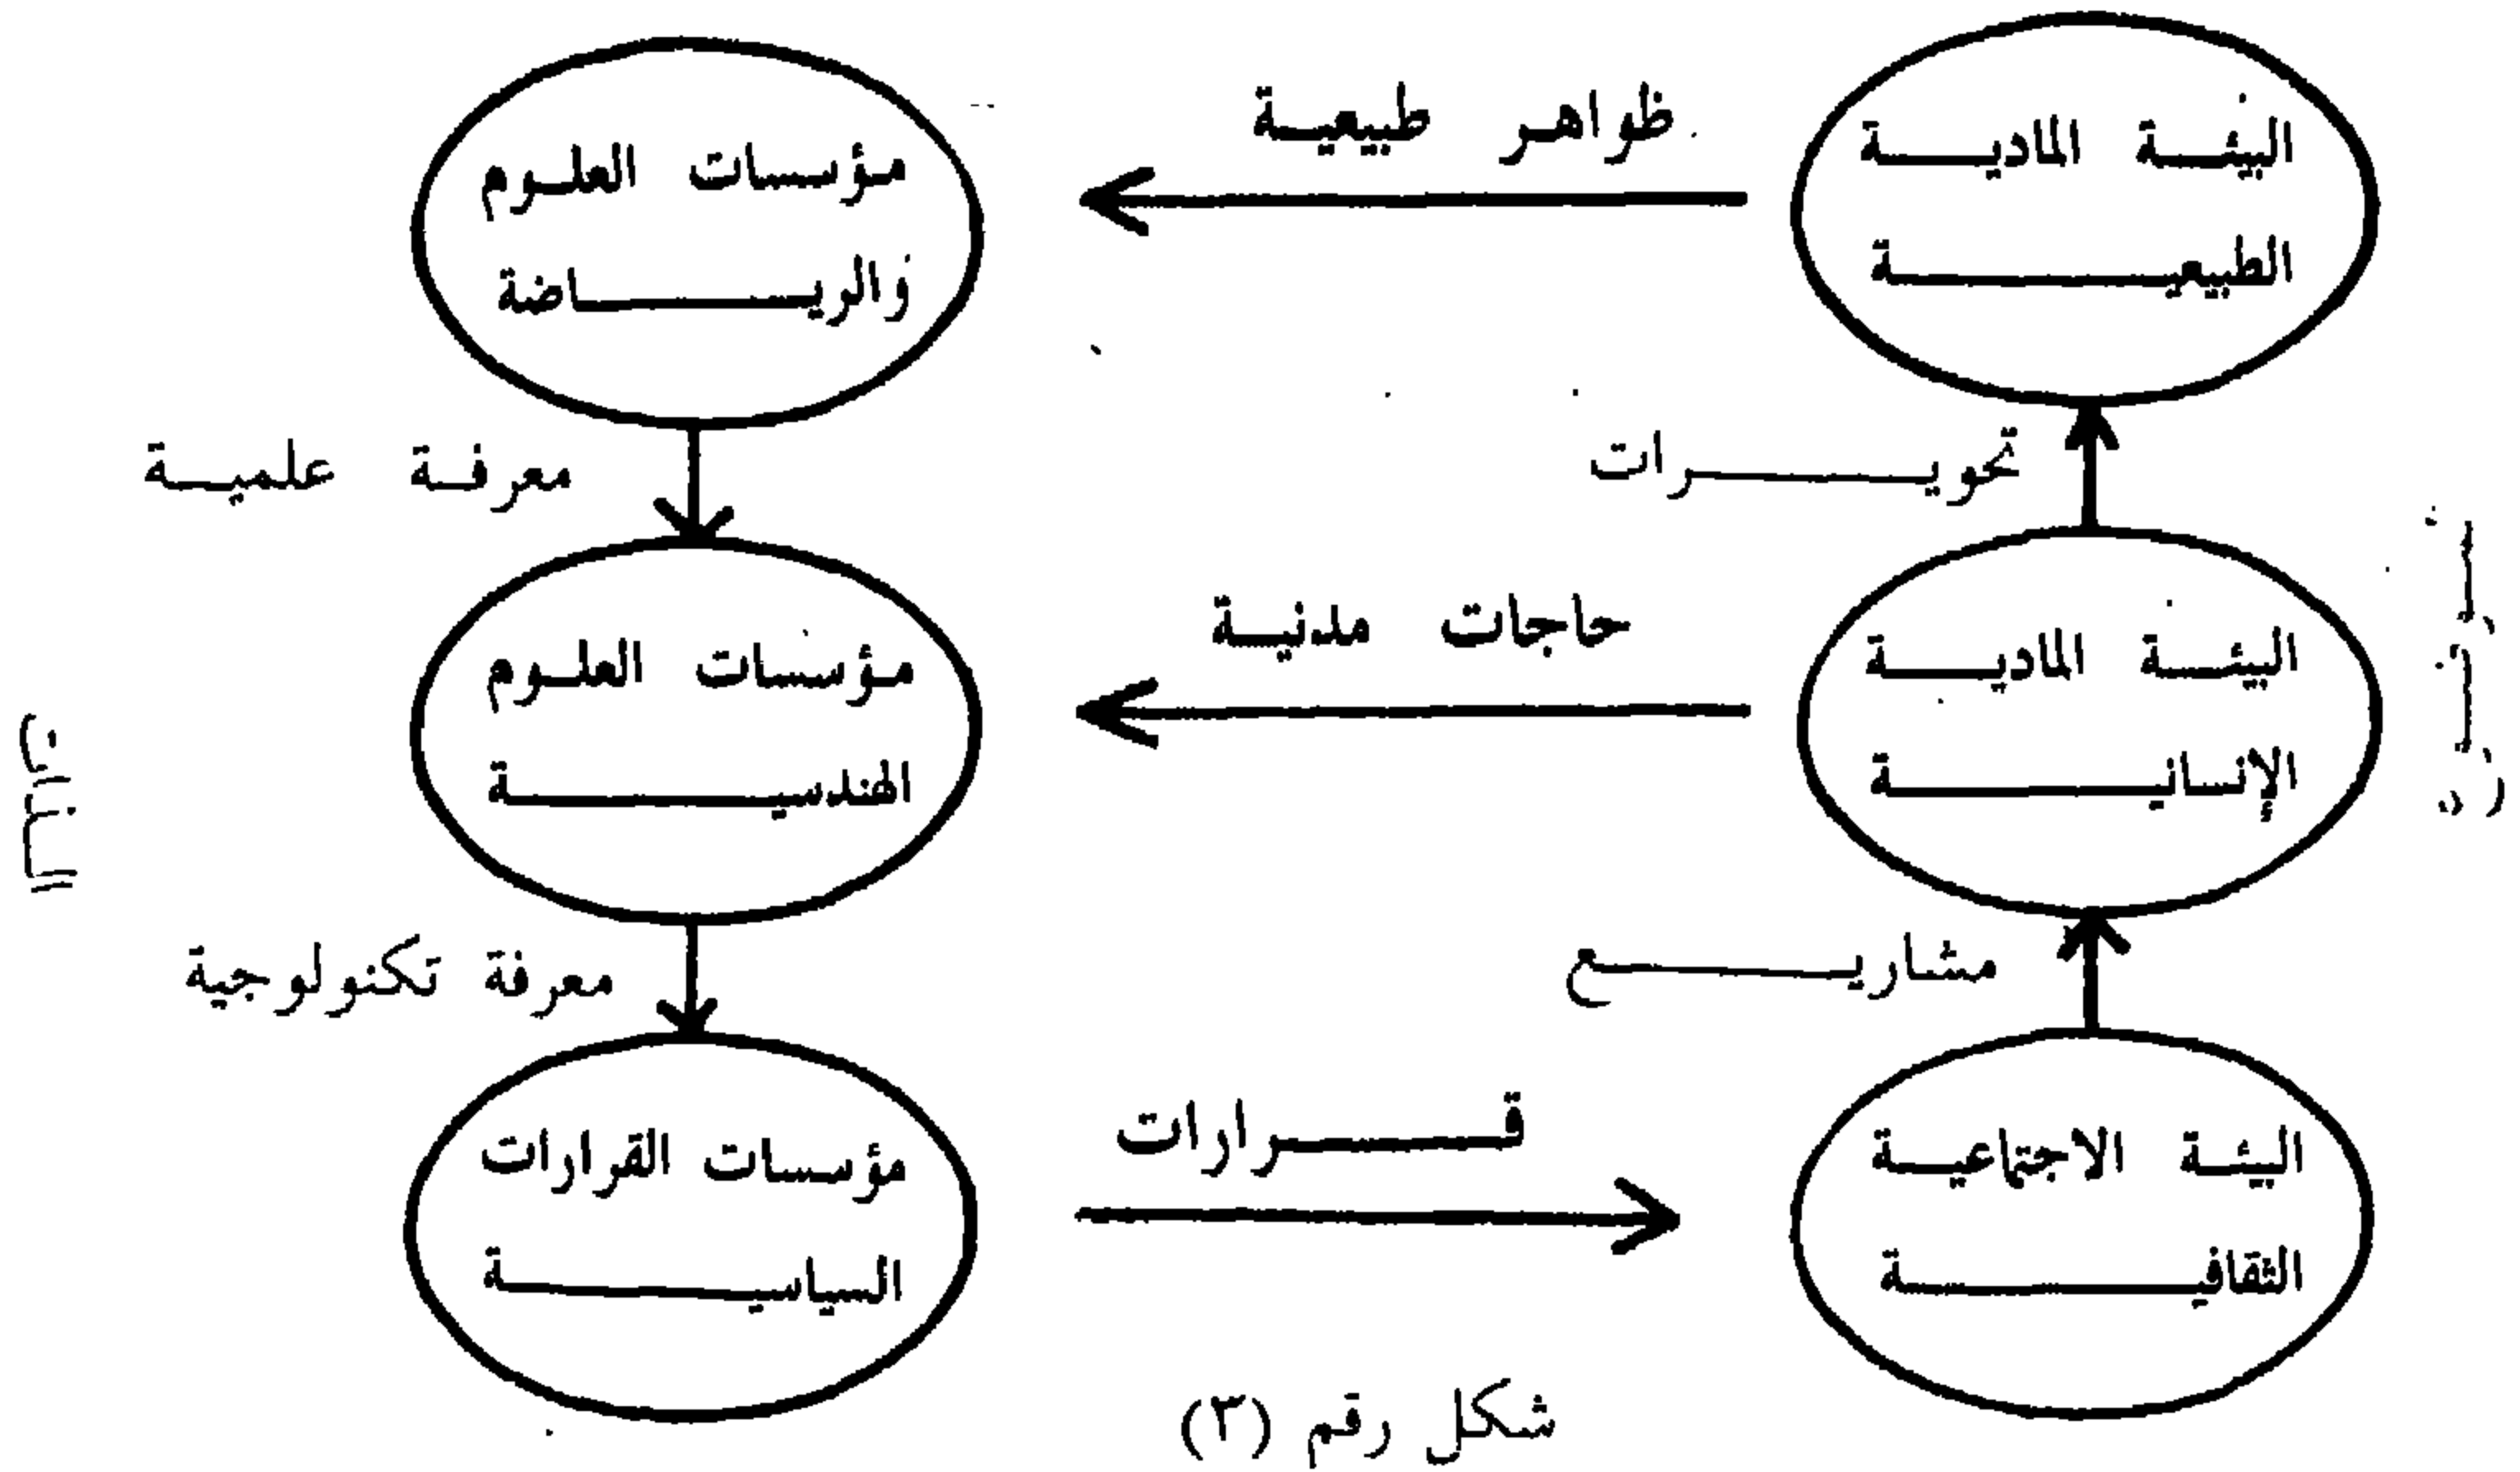 البيئة المادية
الطبيعية
ظواهر طبيعية
مؤسسات العلوم
والرياضة
تحويرات
معرفة علمية
البيئة المادية
الإنسانية
حاجات مدنية
مؤسسات العلوم
الهندسية
مشاريع
معرفة تكنولوجية
البيئة الاجتماعية
الثقافية
قرارات
مؤسسات القرارات
السياسية
شكل رقم (٣)